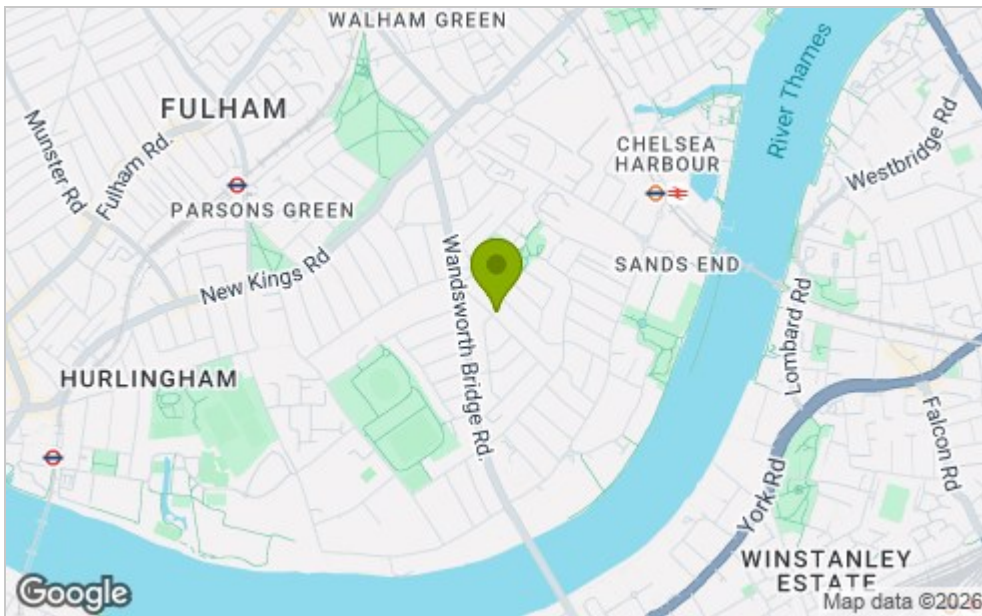 WALHAM GREEN
FULHAM
Munster Rd
Fulham Rd.
PARSONS GREEN
New Kings Rd
Wandsworth Bridge Rd.
CHELSEA
HARBOUR
River Thames
Westbridge Rd
SANDS END
Lombard Rd
HURLINGHAM
Falcon Rd
York Rd
WINSTANLEY
ESTATE
Google
Map data ©2026